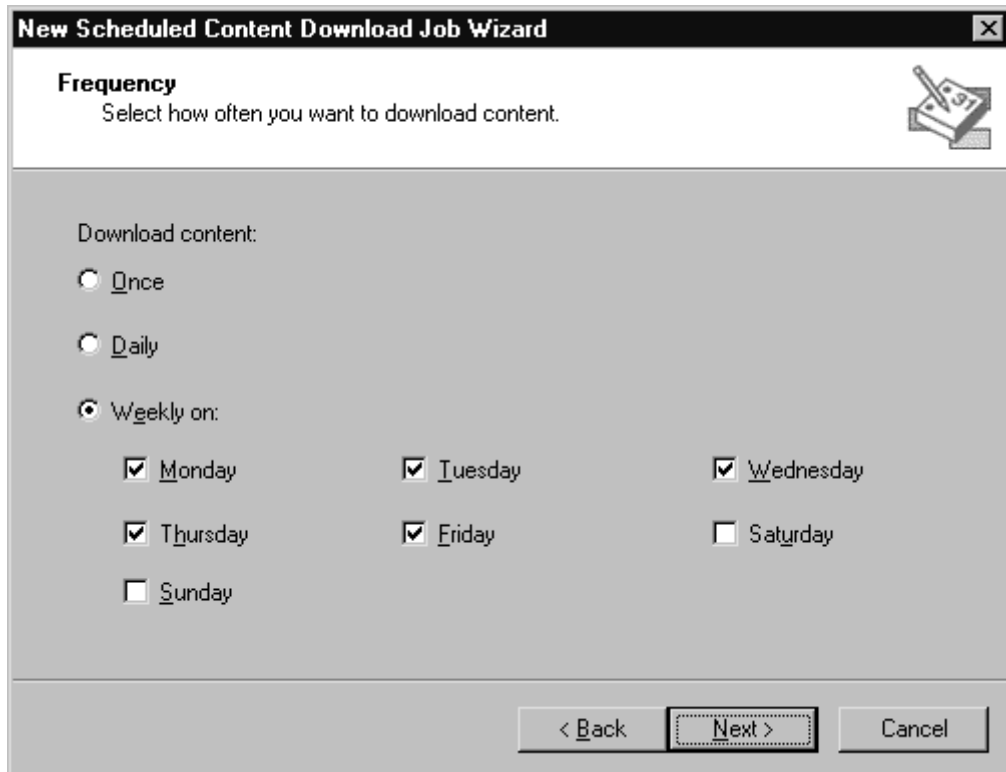 New Scheduled Content Download Job Wizard
Frequency
Select how often you want to download content.
31
Download content:
Once
Daily
Weekly on:
Monday Tuesday Wednesday
Thursday Friday Saturday
Sunday
< Back Next > Cancel